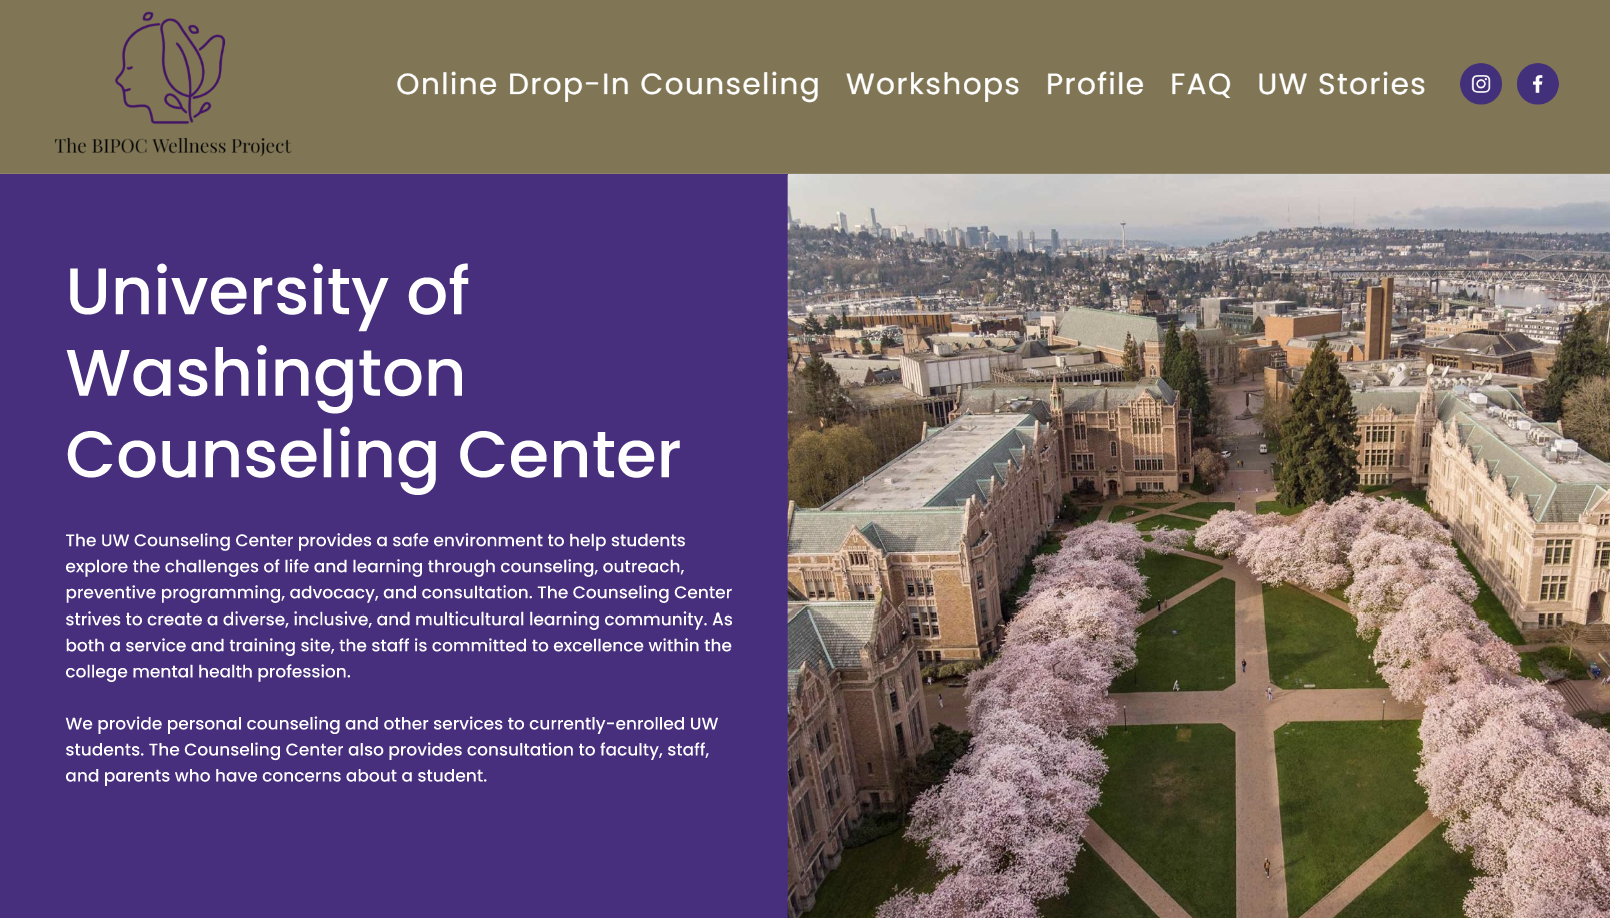 The BIPOC Wellness Project
Online Drop-In Counseling Workshops Profile FAQ UW Stories
University of
Washington
Counseling Center
The UW Counseling Center provides a safe environment to help students
explore the challenges of life and learning through counseling, outreach,
preventive programming, advocacy, and consultation. The Counseling Center
strives to create a diverse, inclusive, and multicultural learning community. As
both a service and training site, the staff is committed to excellence within the
college mental health profession.
We provide personal counseling and other services to currently-enrolled UW
students. The Counseling Center also provides consultation to faculty, staff,
and parents who have concerns about a student.